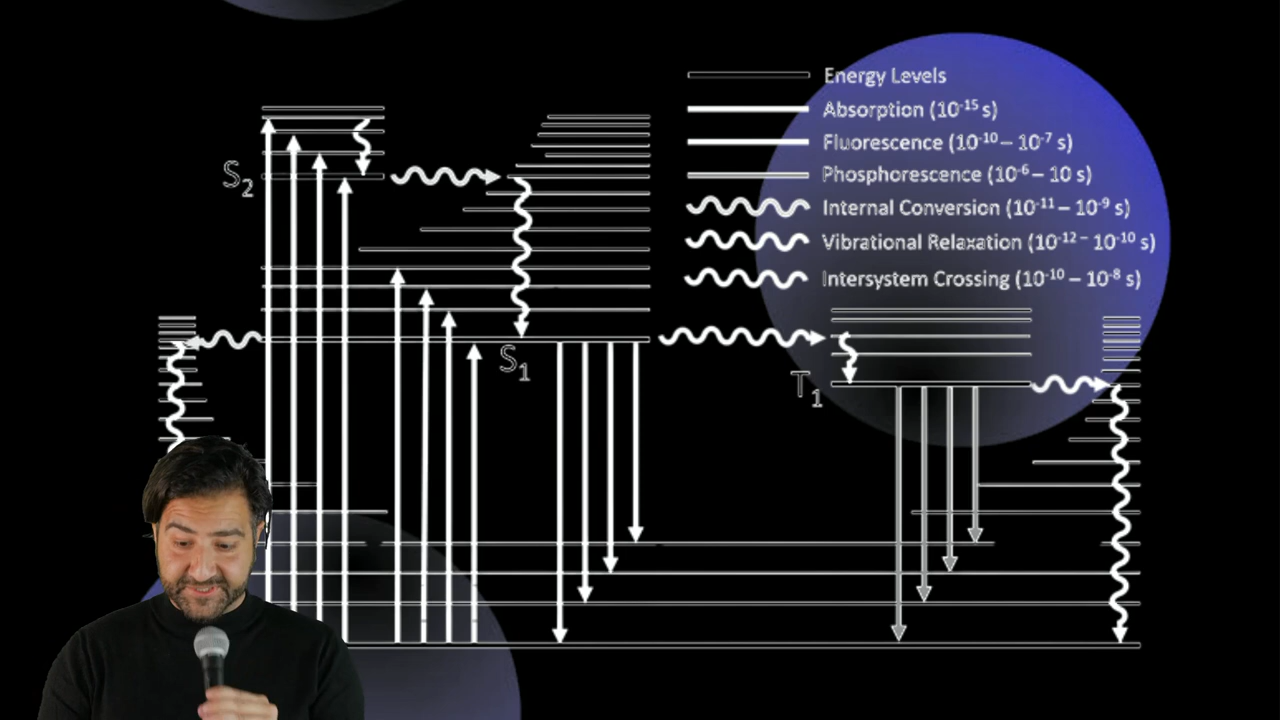 Energy Levels
Absorption (10⁻¹⁵ s)
Fluorescence (10⁻¹⁰ – 10⁻⁷ s)
Phosphorescence (10⁻⁶ – 10 s)
Internal Conversion (10⁻¹¹ – 10⁻⁹ s)
Vibrational Relaxation (10⁻¹² – 10⁻¹⁰ s)
Intersystem Crossing (10⁻¹⁰ – 10⁻⁸ s)
S₂
S₁
T₁